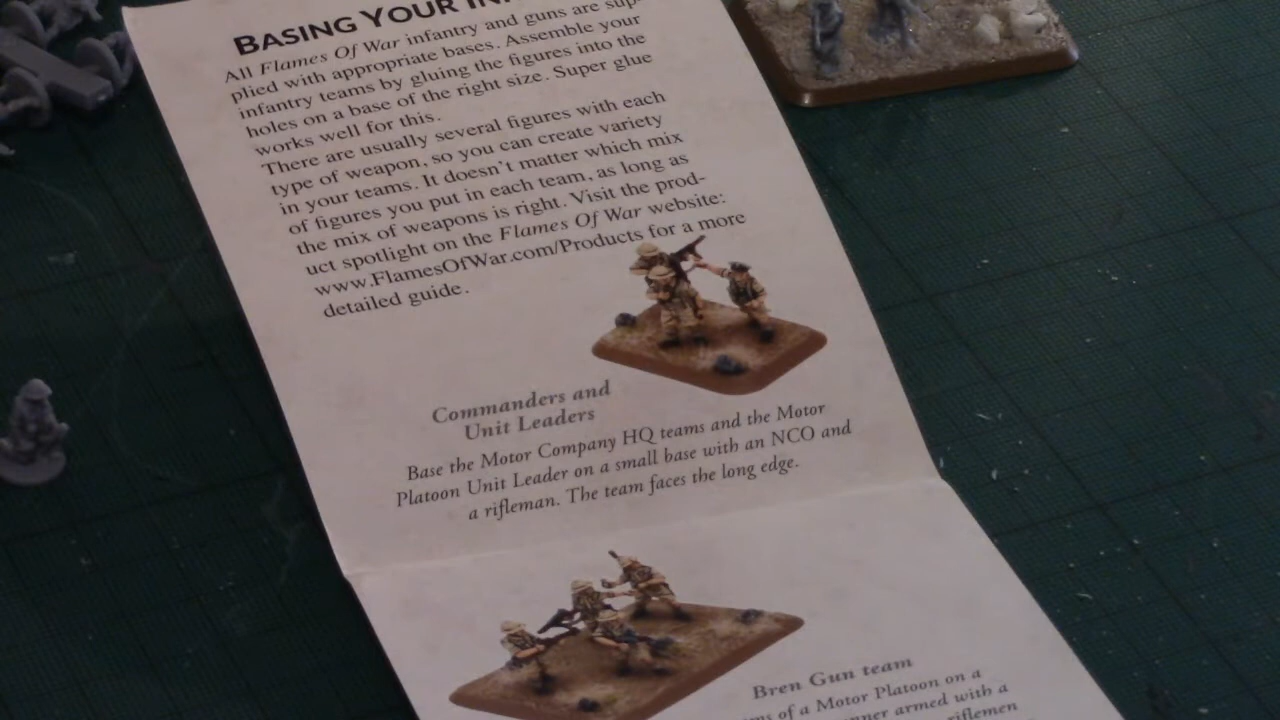 BASING YOUR
All Flames Of War infantry and guns are sup-
plied with appropriate bases. Assemble your
infantry teams by gluing the figures into the
holes on a base of the right size. Super glue
works well for this.
There are usually several figures with each
type of weapon, so you can create variety
in your teams. It doesn't matter which mix
of figures you put in each team, as long as
the mix of weapons is right. Visit the prod-
uct spotlight on the Flames Of War website:
www.FlamesOfWar.com/Products for a more
detailed guide.
Commanders and
Unit Leaders
Base the Motor Company HQ teams and the Motor
Platoon Unit Leader on a small base with an NCO and
a rifleman. The team faces the long edge.
Bren Gun team
of a Motor Platoon on a
armed with a
riflemen